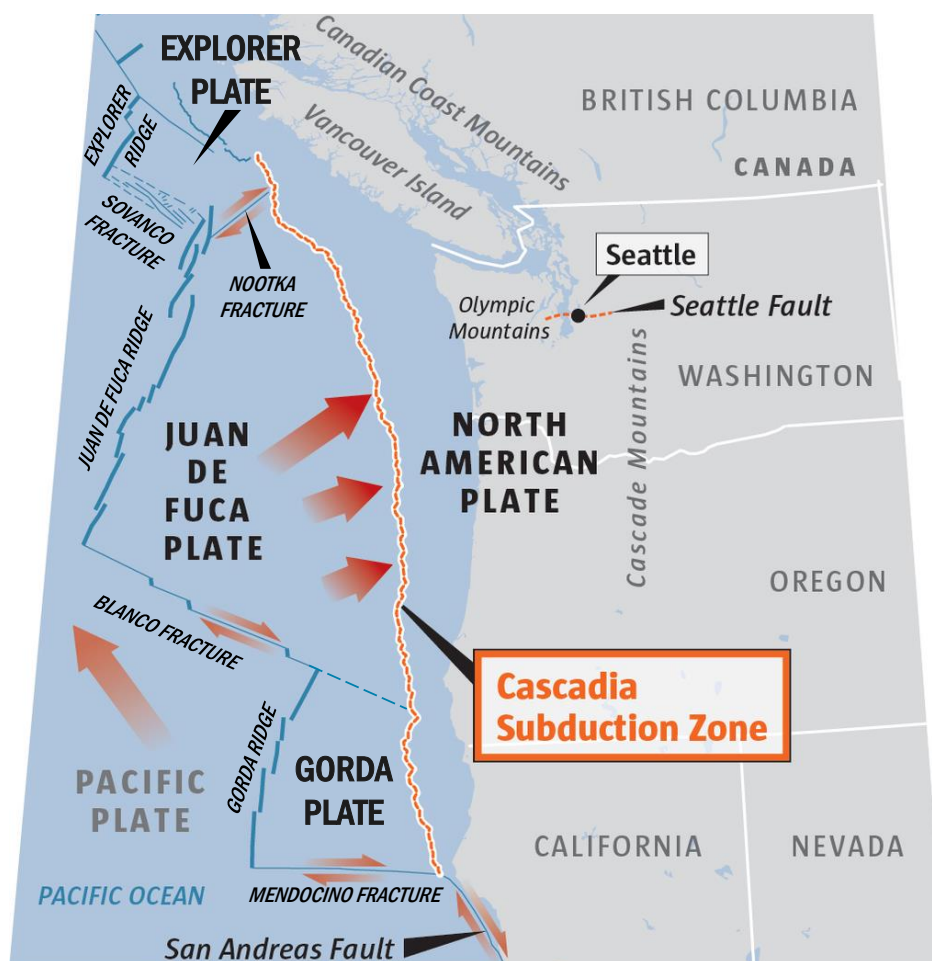 EXPLORER
PLATE
Canadian Coast Mountains
BRITISH COLUMBIA
CANADA
EXPLORER
RIDGE
Vancouver Island
SOVANCO
FRACTURE
NOOTKA
FRACTURE
Seattle
Olympic
Mountains
Seattle Fault
JUAN DE FUCA RIDGE
Cascade Mountains
WASHINGTON
JUAN
DE
FUCA
PLATE
NORTH
AMERICAN
PLATE
OREGON
BLANCO FRACTURE
Cascadia
Subduction Zone
GORDA RIDGE
PACIFIC
PLATE
GORDA
PLATE
CALIFORNIA
NEVADA
PACIFIC OCEAN
MENDOCINO FRACTURE
San Andreas Fault